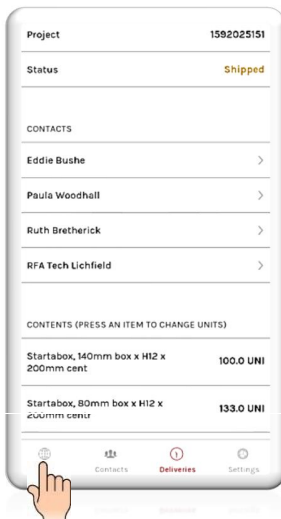 Project 1592025151
Status Shipped
CONTACTS
Eddie Bushe
Paula Woodhall
Ruth Bretherick
RFA Tech Lichfield
CONTENTS (PRESS AN ITEM TO CHANGE UNITS)
Startabox, 140mm box x H12 x
200mm cent 100.0 UNI
Startabox, 80mm box x H12 x
200mm centr 133.0 UNI
Contacts Deliveries Settings